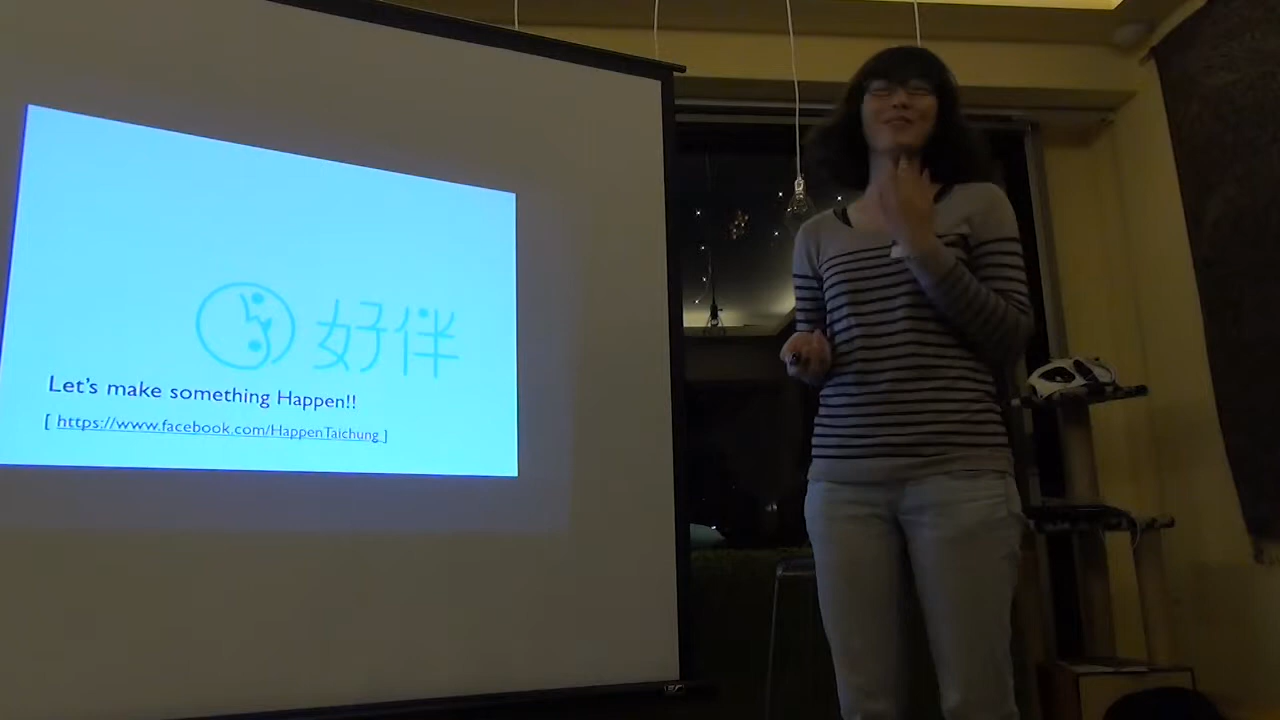 好伴
Let's make something Happen!!
[ https://www.facebook.com/HappenTaichung ]